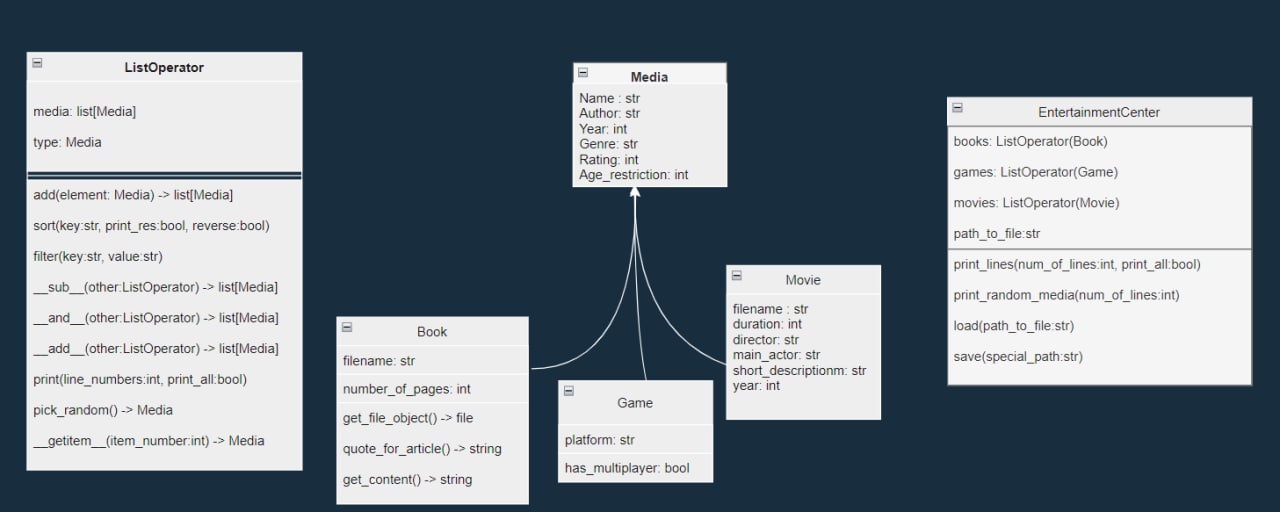 ListOperator
media: list[Media]
type: Media
add(element: Media) -> list[Media]
sort(key:str, print_res:bool, reverse:bool)
filter(key:str, value:str)
__sub__(other:ListOperator) -> list[Media]
__and__(other:ListOperator) -> list[Media]
__add__(other:ListOperator) -> list[Media]
print(line_numbers:int, print_all:bool)
pick_random() -> Media
__getitem__(item_number:int) -> Media
Media
Name : str
Author: str
Year: int
Genre: str
Rating: int
Age_restriction: int
Book
filename: str
number_of_pages: int
get_file_object() -> file
quote_for_article() -> string
get_content() -> string
Game
platform: str
has_multiplayer: bool
Movie
filename : str
duration: int
director: str
main_actor: str
short_descriptionm: str
year: int
EntertainmentCenter
books: ListOperator(Book)
games: ListOperator(Game)
movies: ListOperator(Movie)
path_to_file:str
print_lines(num_of_lines:int, print_all:bool)
print_random_media(num_of_lines:int)
load(path_to_file:str)
save(special_path:str)